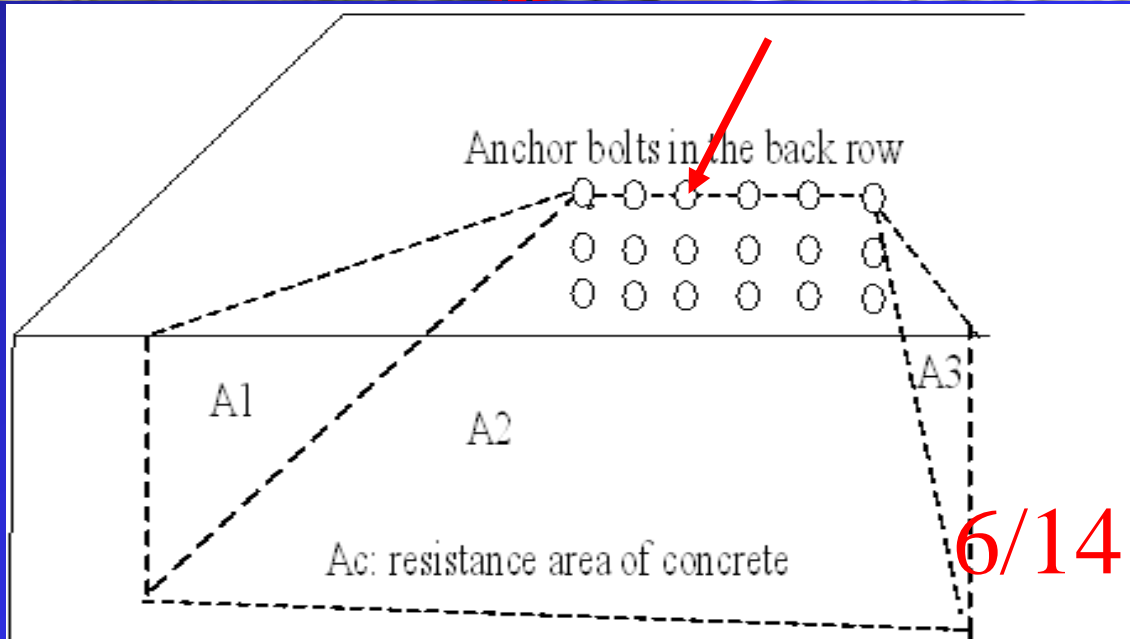 Anchor bolts in the back row
A1
A3
A2
Ac: resistance area of concrete
6/14